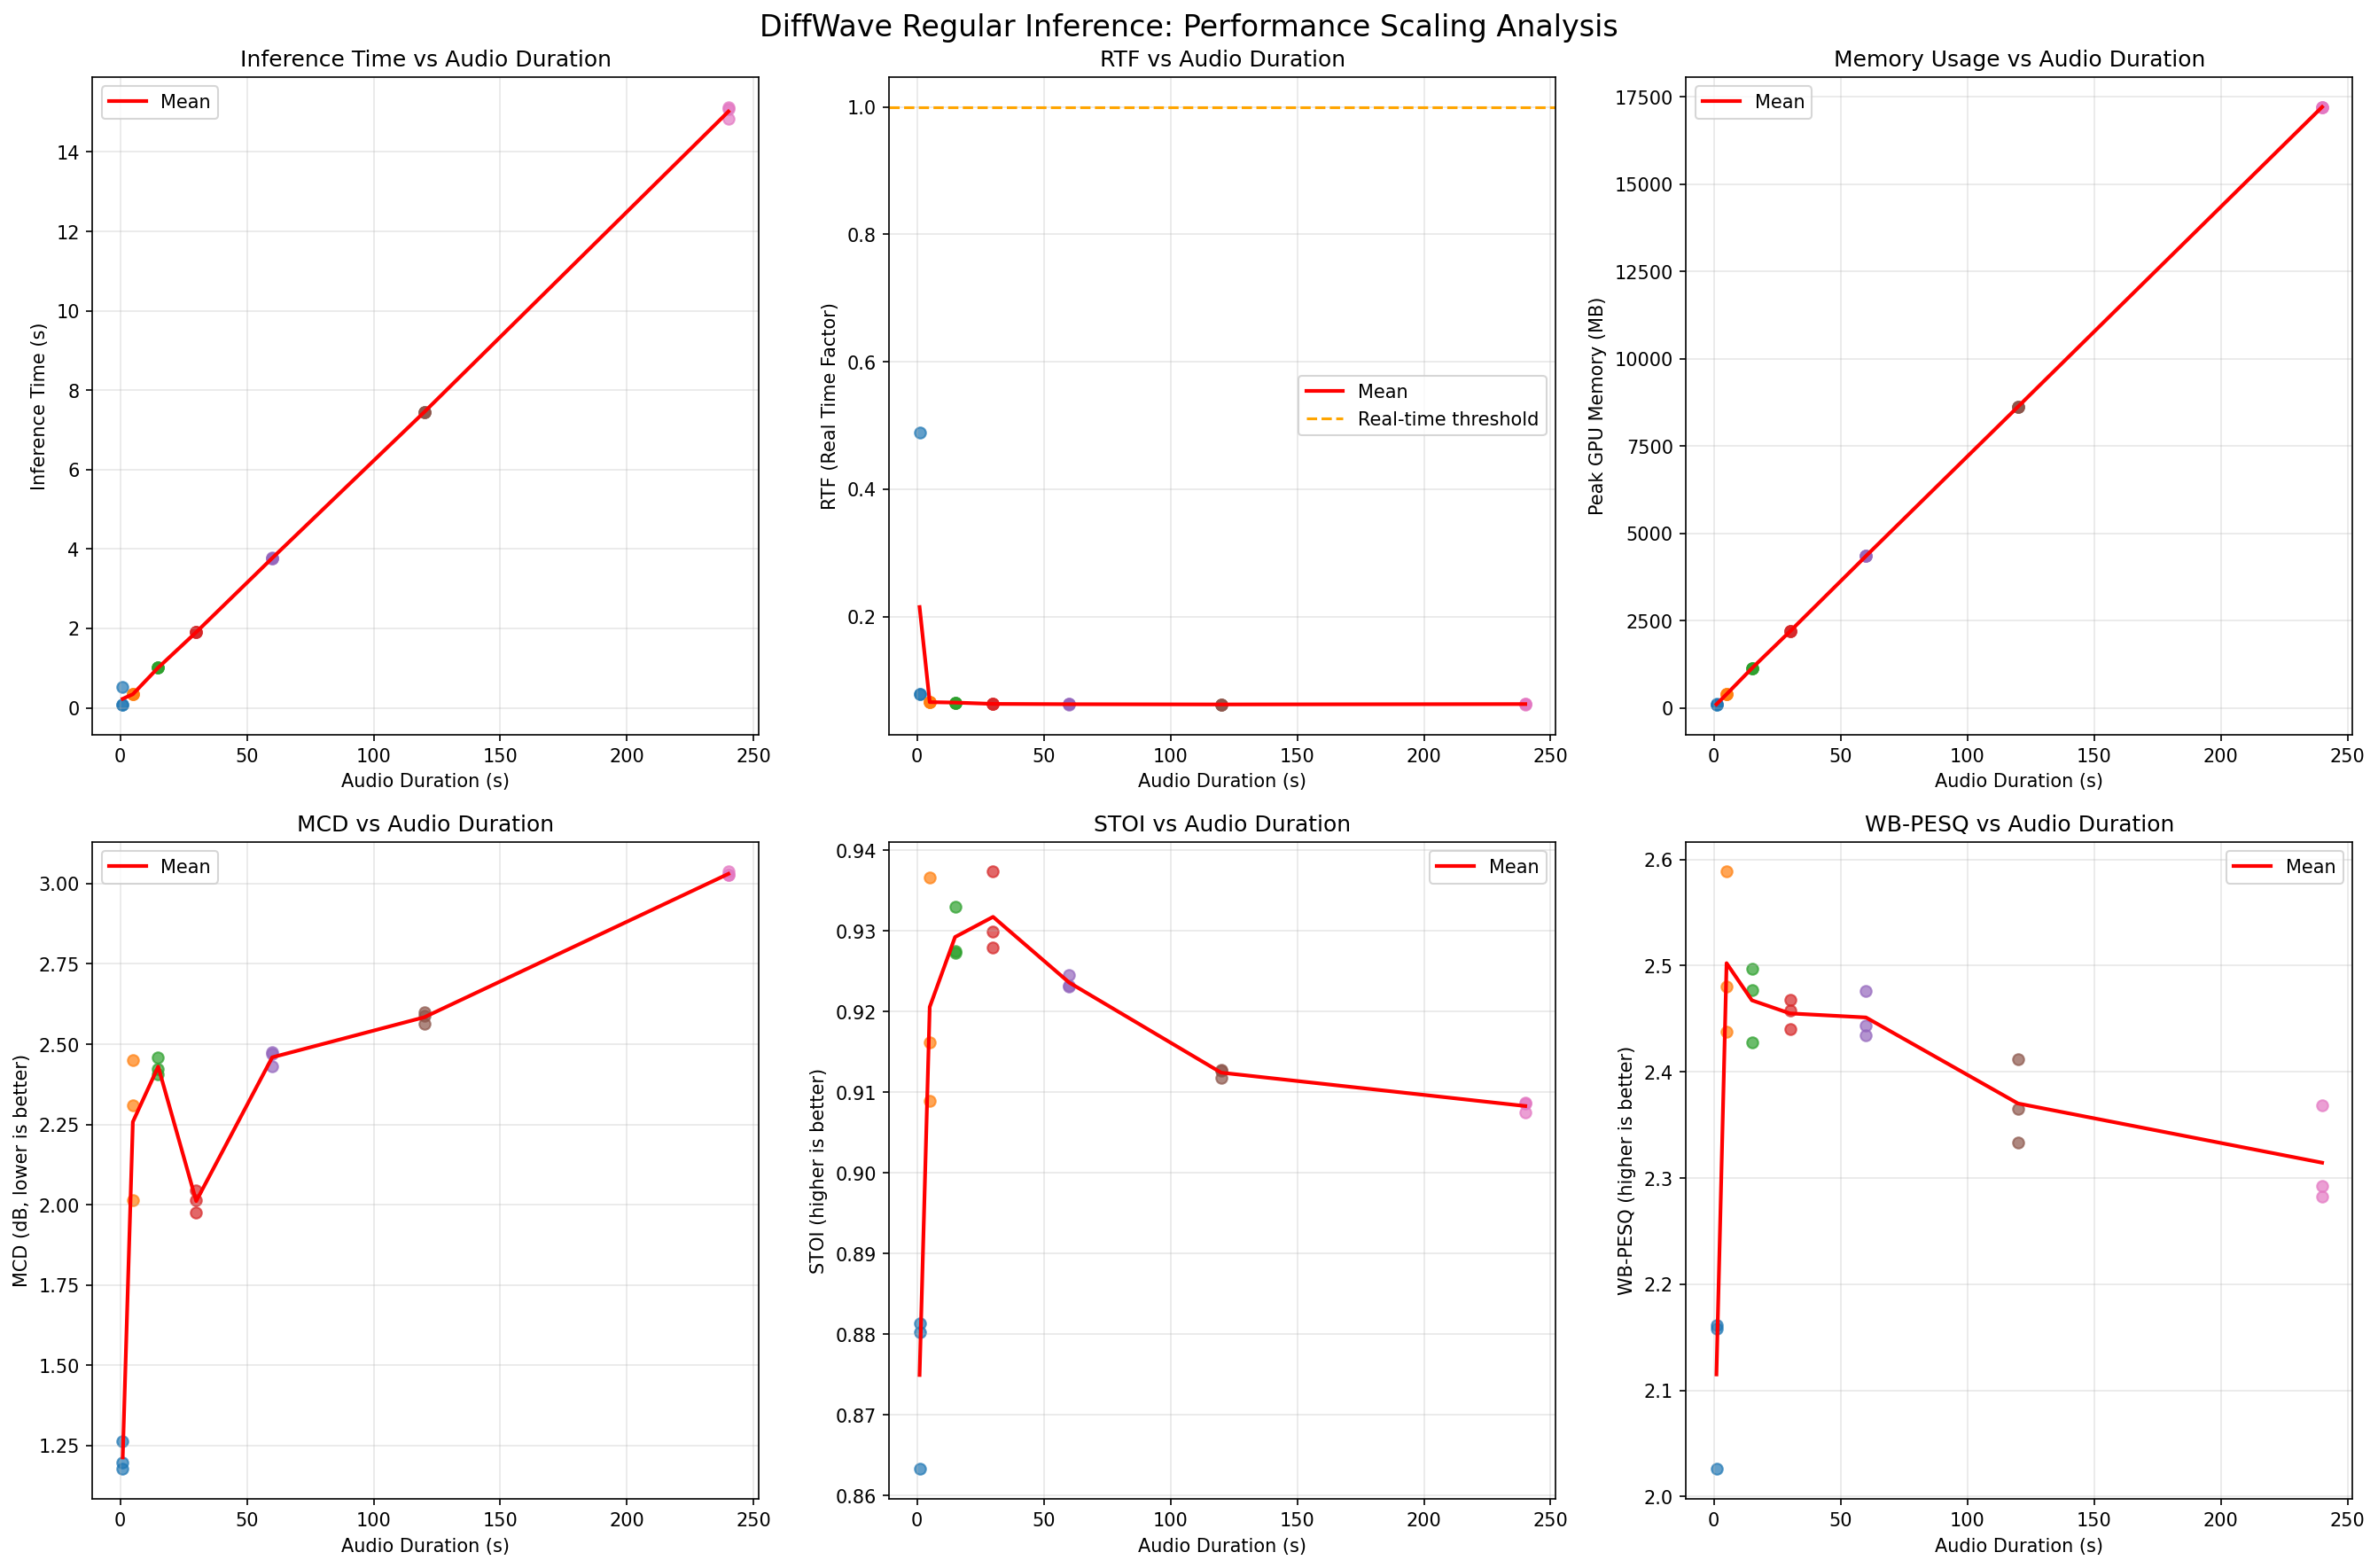 DiffWave Regular Inference: Performance Scaling Analysis
Inference Time vs Audio Duration
Mean
Inference Time (s)
14
12
10
8
6
4
2
0
0 50 100 150 200 250
Audio Duration (s)
RTF vs Audio Duration
RTF (Real Time Factor)
1.0
0.8
0.6
0.4
0.2
Mean
Real-time threshold
0 50 100 150 200 250
Audio Duration (s)
Memory Usage vs Audio Duration
Mean
Peak GPU Memory (MB)
17500
15000
12500
10000
7500
5000
2500
0
0 50 100 150 200 250
Audio Duration (s)
MCD vs Audio Duration
Mean
MCD (dB, lower is better)
3.00
2.75
2.50
2.25
2.00
1.75
1.50
1.25
0 50 100 150 200 250
Audio Duration (s)
STOI vs Audio Duration
Mean
STOI (higher is better)
0.94
0.93
0.92
0.91
0.90
0.89
0.88
0.87
0.86
0 50 100 150 200 250
Audio Duration (s)
WB-PESQ vs Audio Duration
Mean
WB-PESQ (higher is better)
2.6
2.5
2.4
2.3
2.2
2.1
2.0
0 50 100 150 200 250
Audio Duration (s)